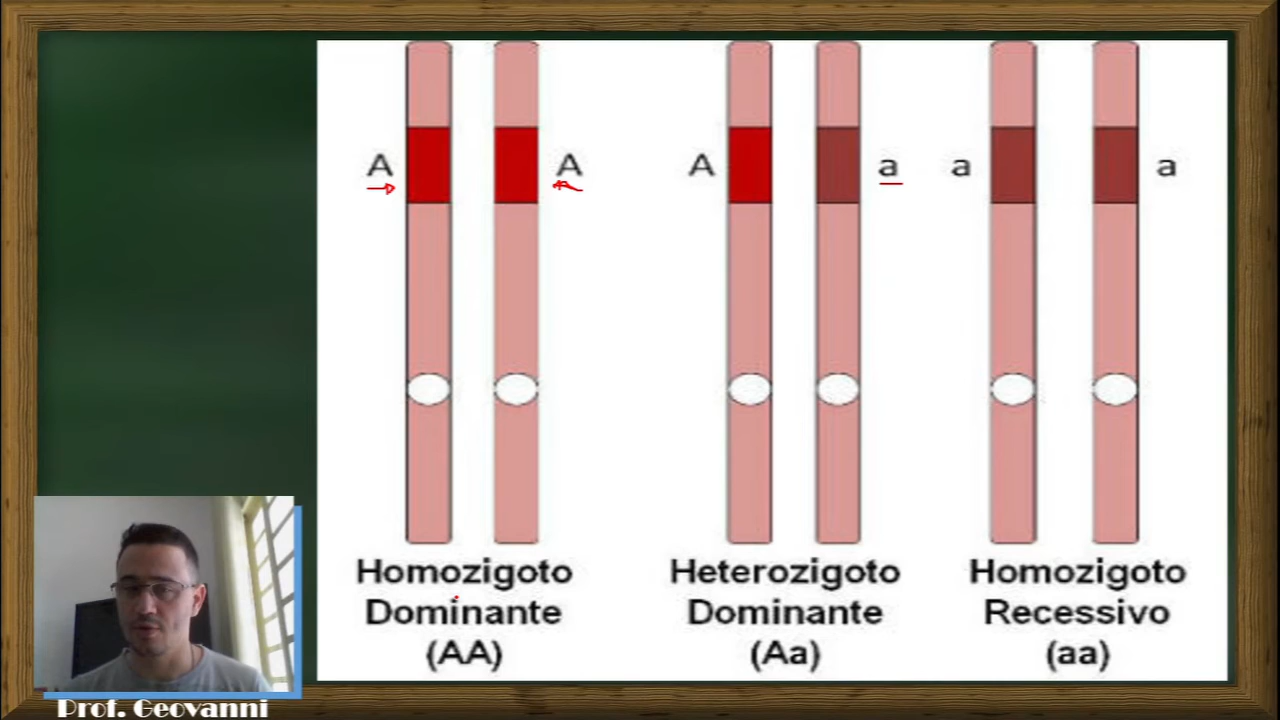 A A A a a a
Homozigoto
Dominante
(AA)
Heterozigoto
Dominante
(Aa)
Homozigoto
Recessivo
(aa)
Prof. Geovanni